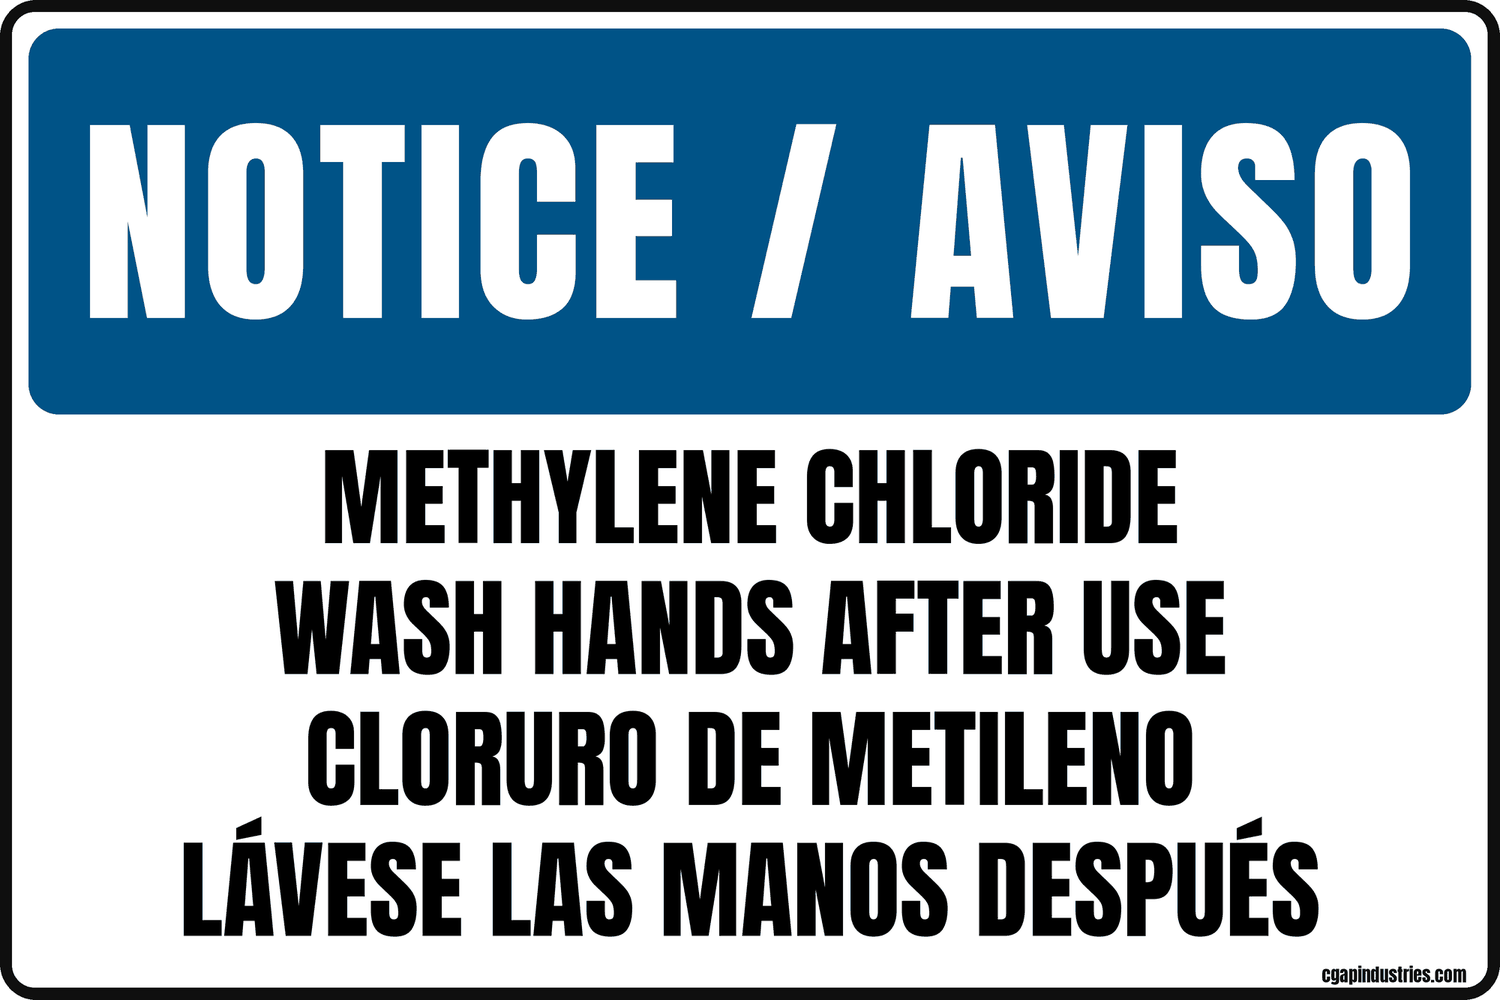 NOTICE / AVISO
METHYLENE CHLORIDE
WASH HANDS AFTER USE
CLORURO DE METILENO
LÁVESE LAS MANOS DESPUÉS
cgapindustries.com